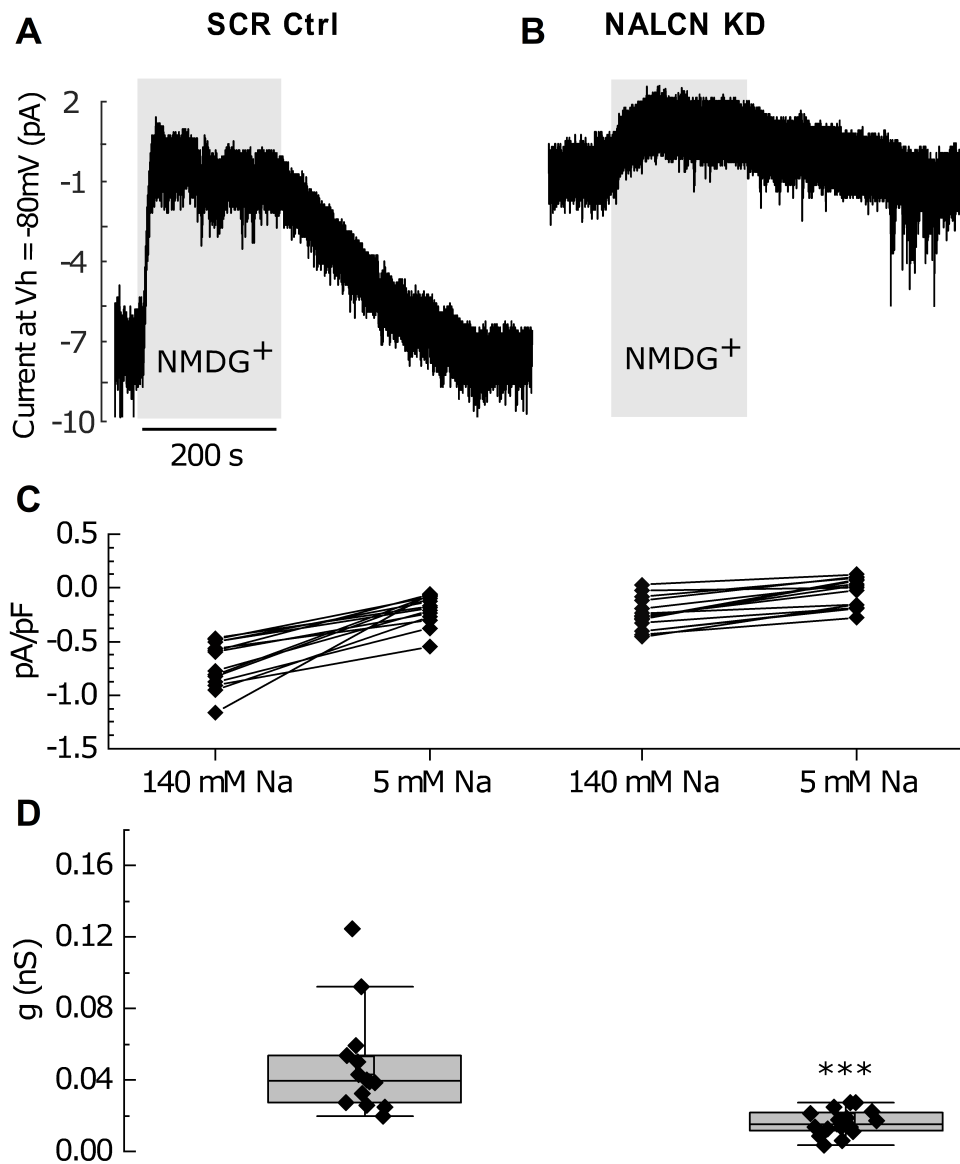 A SCR Ctrl B NALCN KD
Current at Vh = -80mV (pA)
2
-1
-4
-7
-10
NMDG+
NMDG+
200 s
C
pA/pF
0.5
0.0
-0.5
-1.0
-1.5
140 mM Na 5 mM Na 140 mM Na 5 mM Na
D
g (nS)
0.16
0.12
0.08
0.04
0.00
***